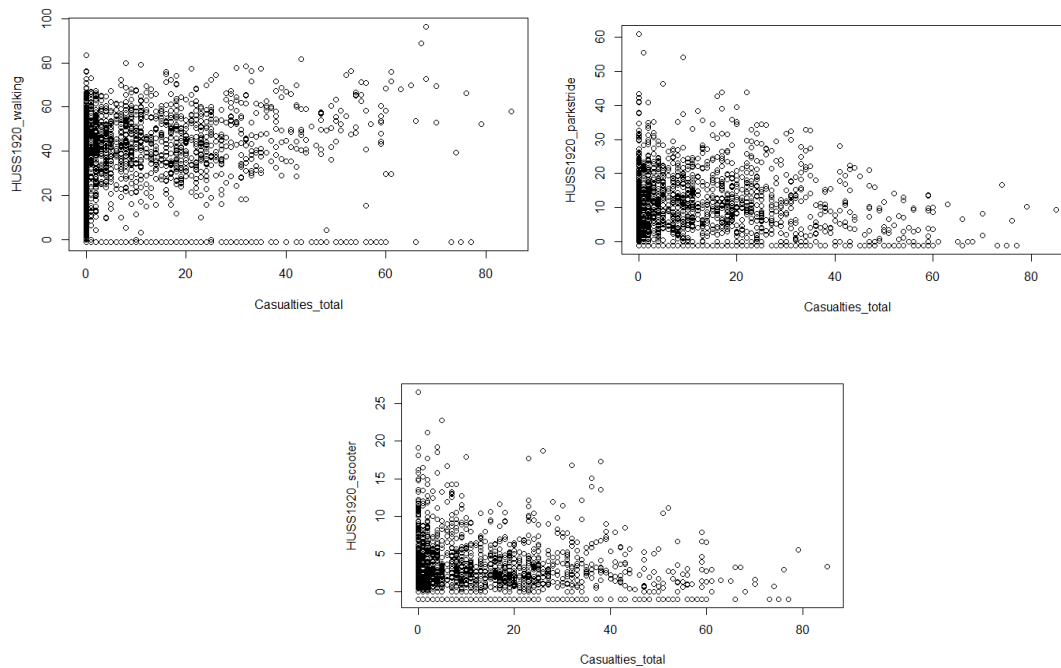 HUSS1920_walking
100
80
60
40
20
0
0 20 40 60 80
Casualties_total
HUSS1920_parkstride
60
50
40
30
20
10
0
0 20 40 60 80
Casualties_total
HUSS1920_scooter
25
20
15
10
5
0
0 20 40 60 80
Casualties_total